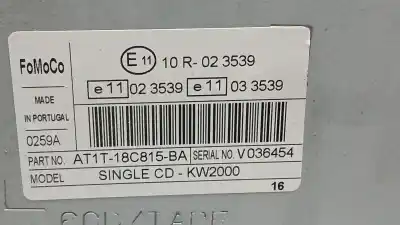 FoMoCo
E 11 10 R- 02 3539
e 11 02 3539 e 11 03 3539
MADE
IN PORTUGAL
0259A
PART NO. AT1T-18C815-BA SERIAL NO. V 036454
MODEL SINGLE CD - KW2000
16